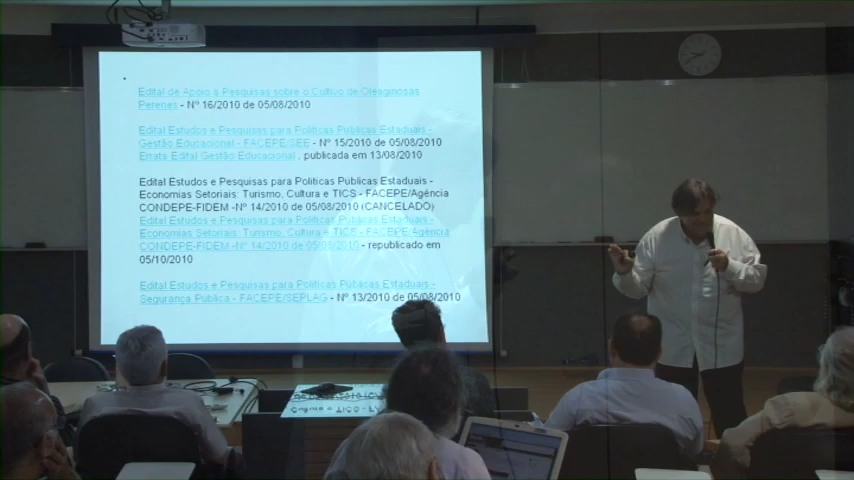 Edital de Apoio a Pesquisas sobre o Cultivo de Oleaginosas
Perenes - Nº 16/2010 de 05/08/2010
Edital Estudos e Pesquisas para Políticas Públicas Estaduais -
Gestão Educacional - FACEPE/SEE - Nº 15/2010 de 05/08/2010
Errata Edital Gestão Educacional , publicada em 13/08/2010
Edital Estudos e Pesquisas para Políticas Públicas Estaduais -
Economias Setoriais: Turismo, Cultura e TICS - FACEPE/Agência
CONDEPE-FIDEM -Nº 14/2010 de 05/08/2010 (CANCELADO)
Edital Estudos e Pesquisas para Políticas Públicas Estaduais -
Economias Setoriais: Turismo, Cultura e TICS - FACEPE/Agência
CONDEPE-FIDEM -Nº 14/2010 de 05/08/2010 - republicado em
05/10/2010
Edital Estudos e Pesquisas para Políticas Públicas Estaduais -
Segurança Pública - FACEPE/SEPLAG - Nº 13/2010 de 05/08/2010